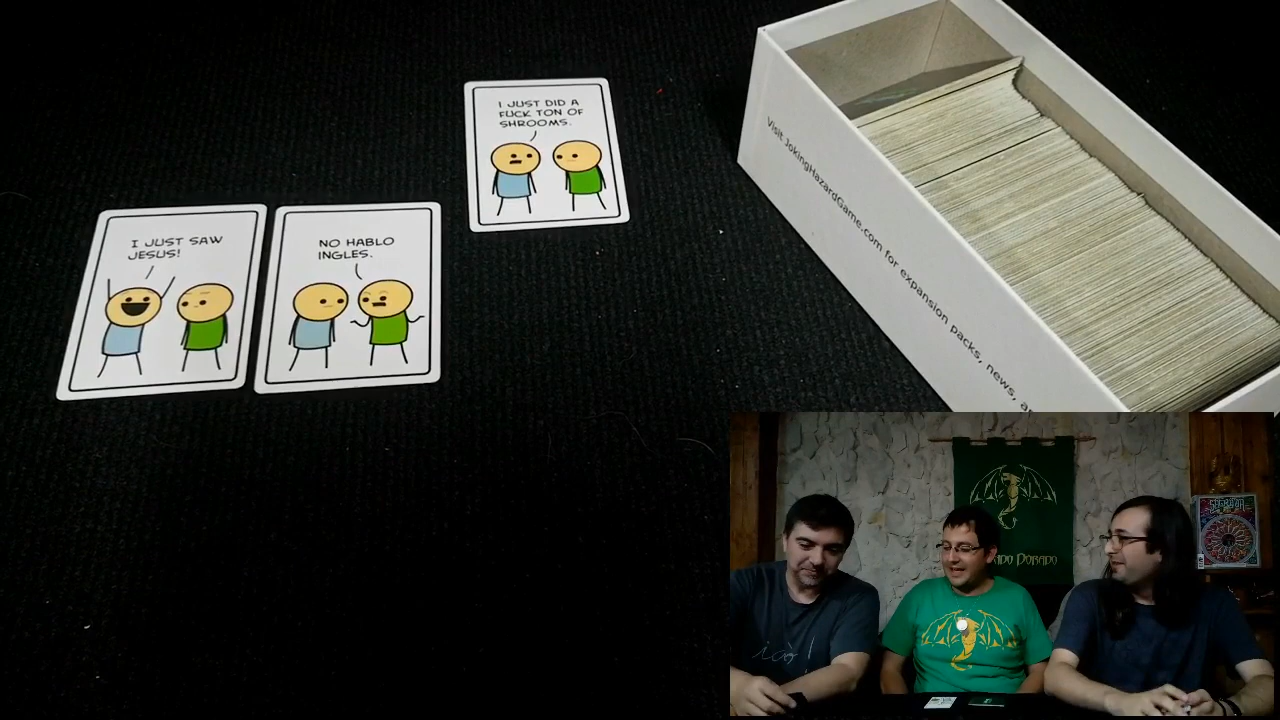 I JUST DID A
FUCK TON OF
SHROOMS.
I JUST SAW
JESUS!
NO HABLO
INGLES.
Visit JokingHazardGame.com for expansion packs, news,
DORADO